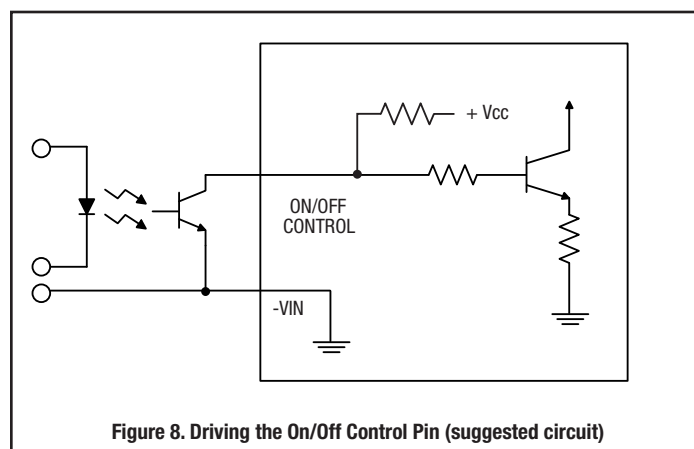 + Vcc
ON/OFF
CONTROL
-VIN
Figure 8. Driving the On/Off Control Pin (suggested circuit)